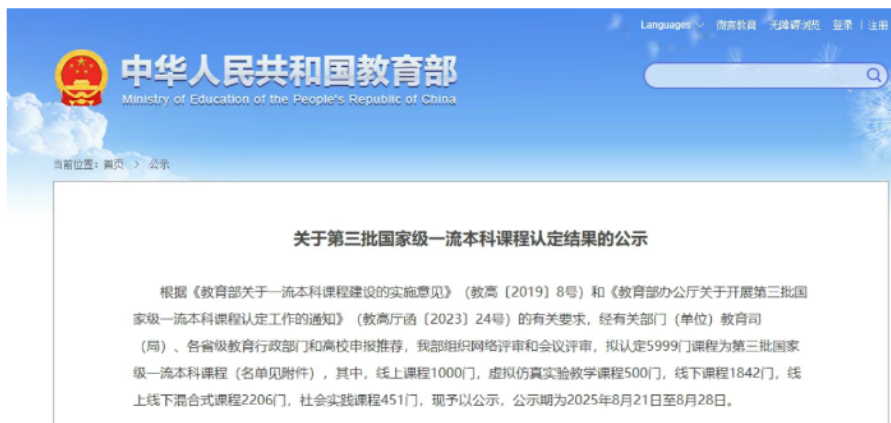 Languages 微言教育 无障碍浏览 登录 | 注册
中华人民共和国教育部
Ministry of Education of the People's Republic of China
当前位置：首页 > 公示
关于第三批国家级一流本科课程认定结果的公示
根据《教育部关于一流本科课程建设的实施意见》（教高〔2019〕8号）和《教育部办公厅关于开展第三批国
家级一流本科课程认定工作的通知》（教高厅函〔2023〕24号）的有关要求，经有关部门（单位）教育司
（局）、各省级教育行政部门和高校申报推荐，我部组织网络评审和会议评审，拟认定5999门课程为第三批国家
级一流本科课程（名单见附件），其中，线上课程1000门，虚拟仿真实验教学课程500门，线下课程1842门，线
上线下混合式课程2206门，社会实践课程451门，现予以公示，公示期为2025年8月21日至8月28日。